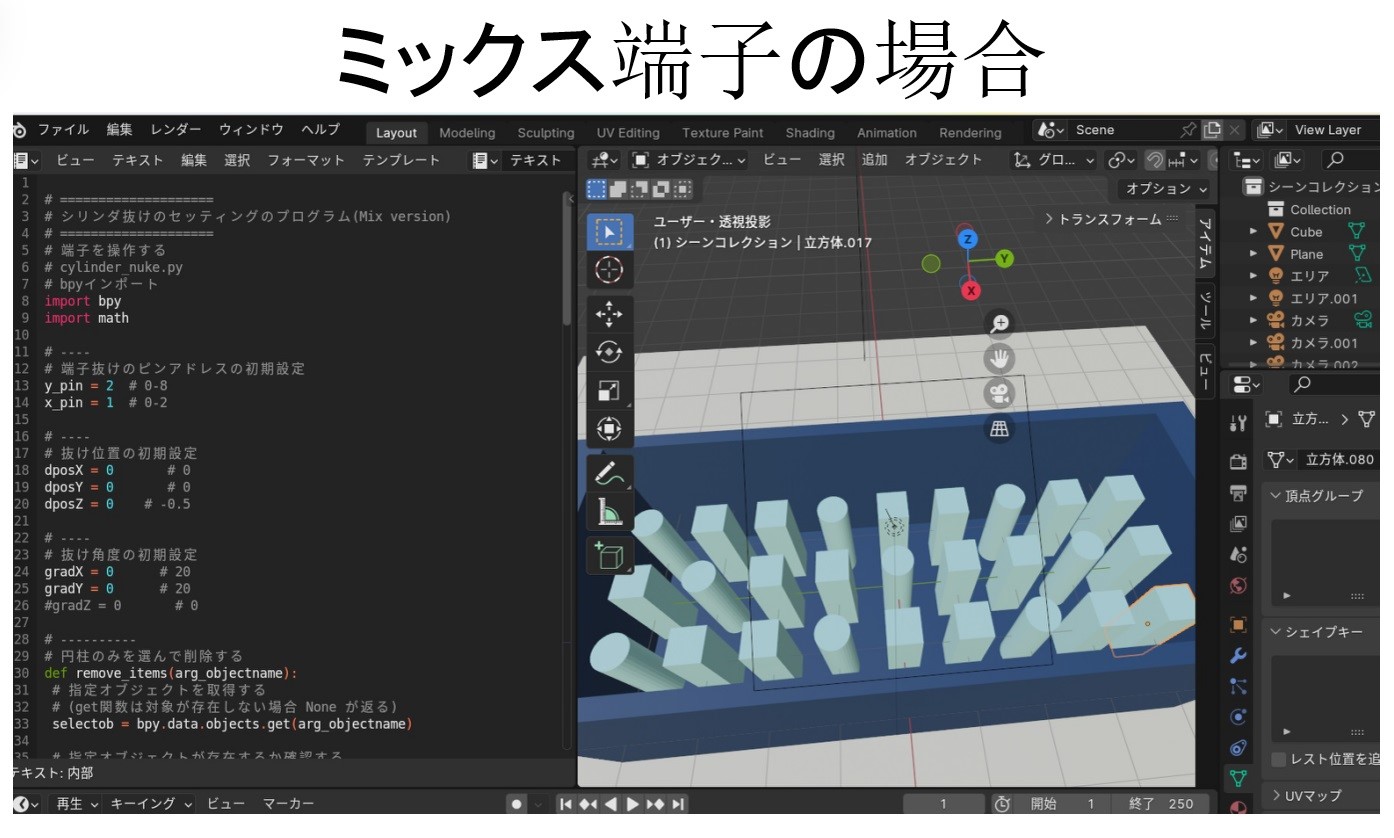 ミックス端子の場合
ファイル 編集 レンダー ウィンドウ ヘルプ Layout Modeling Sculpting UV Editing Texture Paint Shading Animation Rendering Scene View Layer
ビュー テキスト 編集 選択 フォーマット テンプレート テキスト
オブジェク... ビュー 選択 追加 オブジェクト グロ...
オプション
1
2 # ====================
3 # シリンダ抜けのセッティングのプログラム(Mix version)
4 # ====================
5 # 端子を操作する
6 # cylinder_nuke.py
7 # bpyインポート
8 import bpy
9 import math
10
11 # ----
12 # 端子抜けのピンアドレスの初期設定
13 y_pin = 2 # 0-8
14 x_pin = 1 # 0-2
15
16 # ----
17 # 抜け位置の初期設定
18 dposX = 0 # 0
19 dposY = 0 # 0
20 dposZ = 0 # -0.5
21
22 # ----
23 # 抜け角度の初期設定
24 gradX = 0 # 20
25 gradY = 0 # 20
26 #gradZ = 0 # 0
27
28 # ----------
29 # 円柱のみを選んで削除する
30 def remove_items(arg_objectname):
31 # 指定オブジェクトを取得する
32 # (get関数は対象が存在しない場合 None が返る)
33 selectob = bpy.data.objects.get(arg_objectname)
34
35 # 指定オブジェクトが存在するか確認する
テキスト: 内部
ユーザー・透視投影
(1) シーンコレクション | 立方体.017
トランスフォーム
Z
Y
X
アイテム
ツール
ビュー
シーンコレクション
Collection
Cube
Plane
エリア
エリア.001
カメラ
カメラ.001
カメラ.002
立方...
立方体.080
頂点グループ
シェイプキー
レスト位置を追
UVマップ
再生 キーイング ビュー マーカー 1 開始 1 終了 250